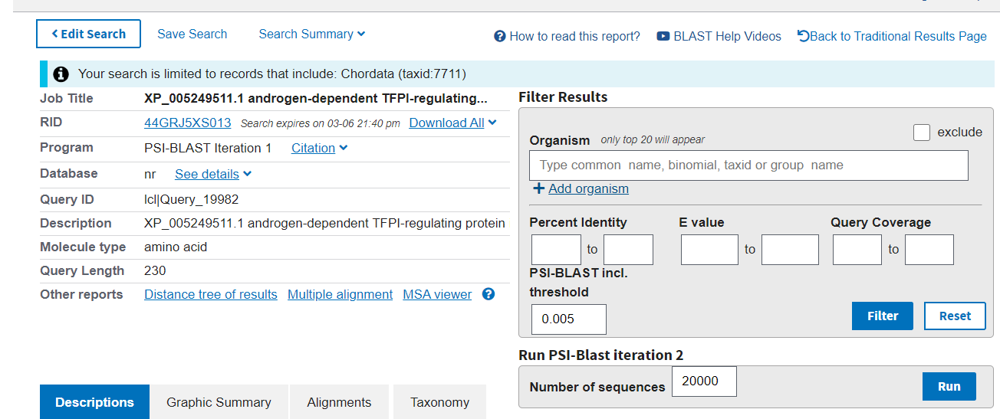 Edit Search Save Search Search Summary How to read this report? BLAST Help Videos Back to Traditional Results Page
Your search is limited to records that include: Chordata (taxid:7711)
Job Title XP_005249511.1 androgen-dependent TFPI-regulating...
RID 44GRJ5XS013 Search expires on 03-06 21:40 pm Download All
Program PSI-BLAST Iteration 1 Citation
Database nr See details
Query ID lcl|Query_19982
Description XP_005249511.1 androgen-dependent TFPI-regulating protein
Molecule type amino acid
Query Length 230
Other reports Distance tree of results Multiple alignment MSA viewer ?
Filter Results
Organism only top 20 will appear exclude
Type common name, binomial, taxid or group name
+ Add organism
Percent Identity E value Query Coverage
to to to
PSI-BLAST incl.
threshold
0.005 Filter Reset
Run PSI-Blast iteration 2
Number of sequences 20000 Run
Descriptions Graphic Summary Alignments Taxonomy